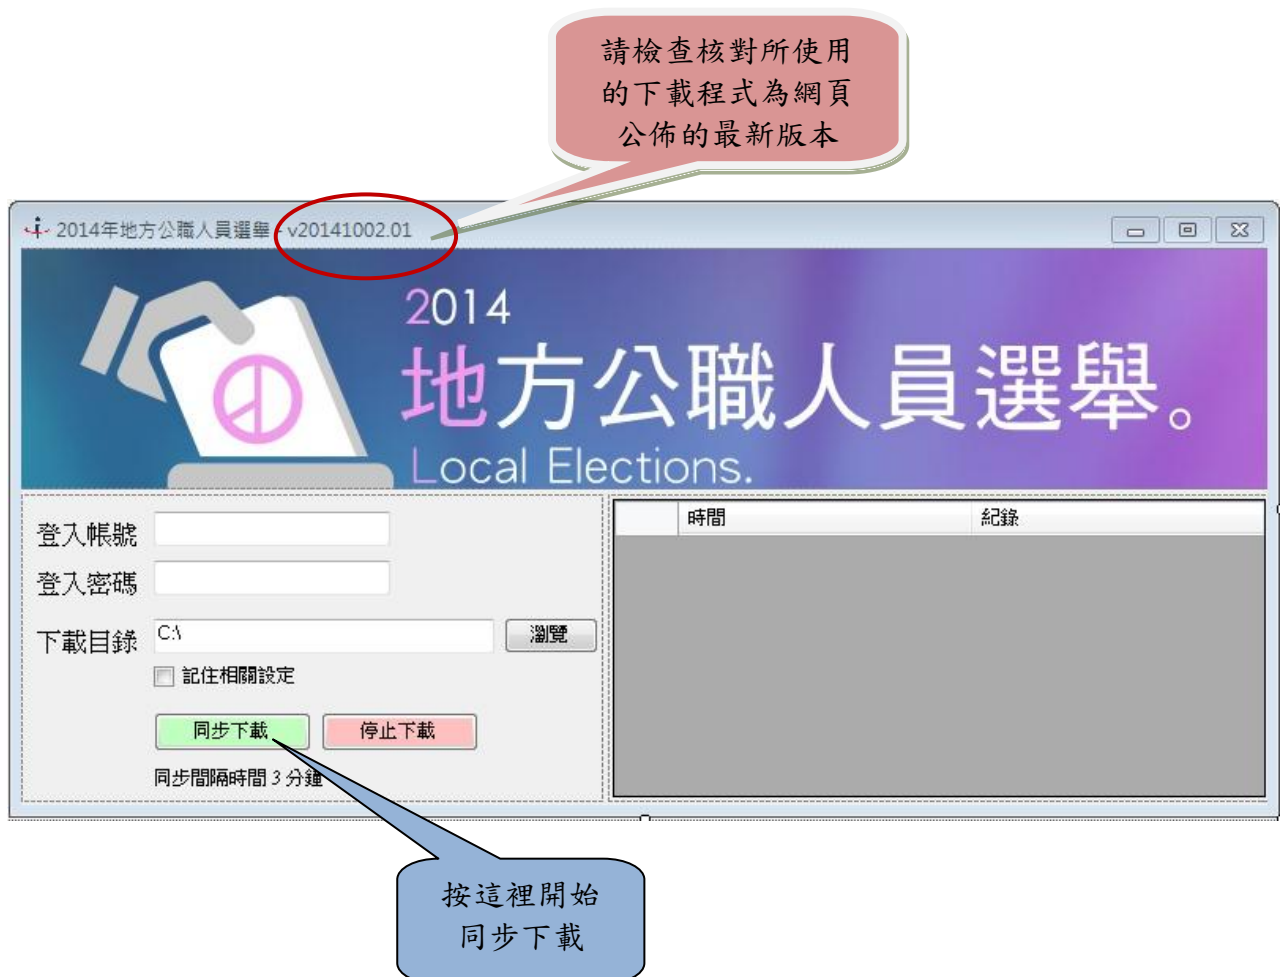 請檢查核對所使用
的下載程式為網頁
公佈的最新版本
2014年地方公職人員選舉 - v20141002.01
2014
地方公職人員選舉。
Local Elections.
登入帳號
登入密碼
下載目錄 C:\ 瀏覽
記住相關設定
同步下載 停止下載
同步間隔時間 3 分鐘
時間 紀錄
按這裡開始
同步下載